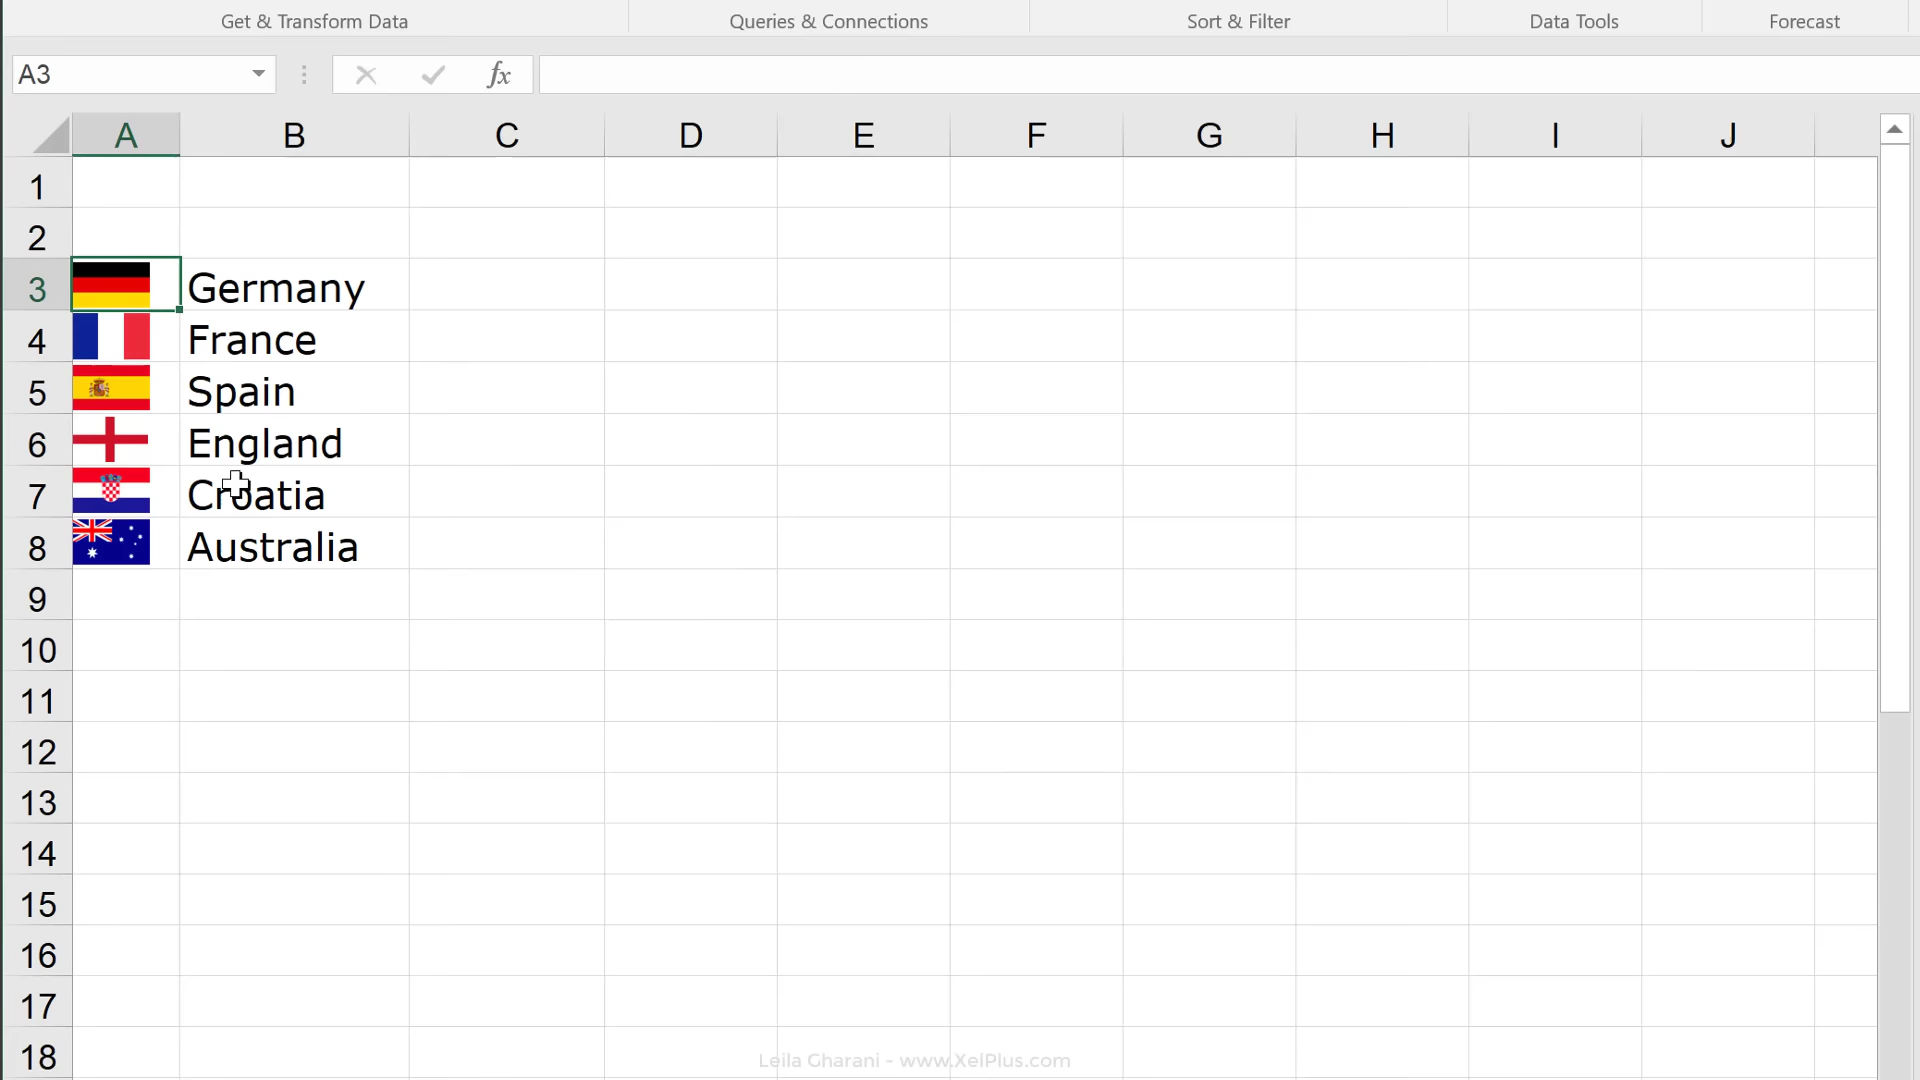 Get & Transform Data Queries & Connections Sort & Filter Data Tools Forecast
A3 fx
A B C D E F G H I J
1
2
3 Germany
4 France
5 Spain
6 England
7 Croatia
8 Australia
9
10
11
12
13
14
15
16
17
18
Leila Gharani - www.XelPlus.com